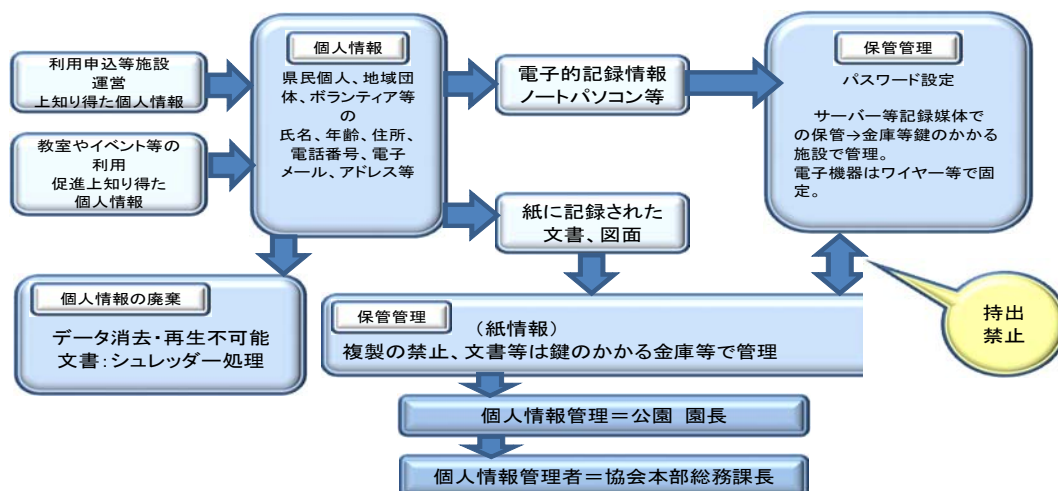 利用申込等施設
運営
上知り得た個人情報
教室やイベント等の
利用
促進上知り得た
個人情報
個人情報
県民個人、地域団
体、ボランティア等
の
氏名、年齢、住所、
電話番号、電子
メール、アドレス等
電子的記録情報
ノートパソコン等
紙に記録された
文書、図面
保管管理
パスワード設定
サーバー等記録媒体で
の保管→金庫等鍵のかかる
施設で管理。
電子機器はワイヤー等で固
定。
持出
禁止
個人情報の廃棄
データ消去・再生不可能
文書:シュレッダー処理
保管管理
（紙情報）
複製の禁止、文書等は鍵のかかる金庫等で管理
個人情報管理＝公園 園長
個人情報管理者＝協会本部総務課長